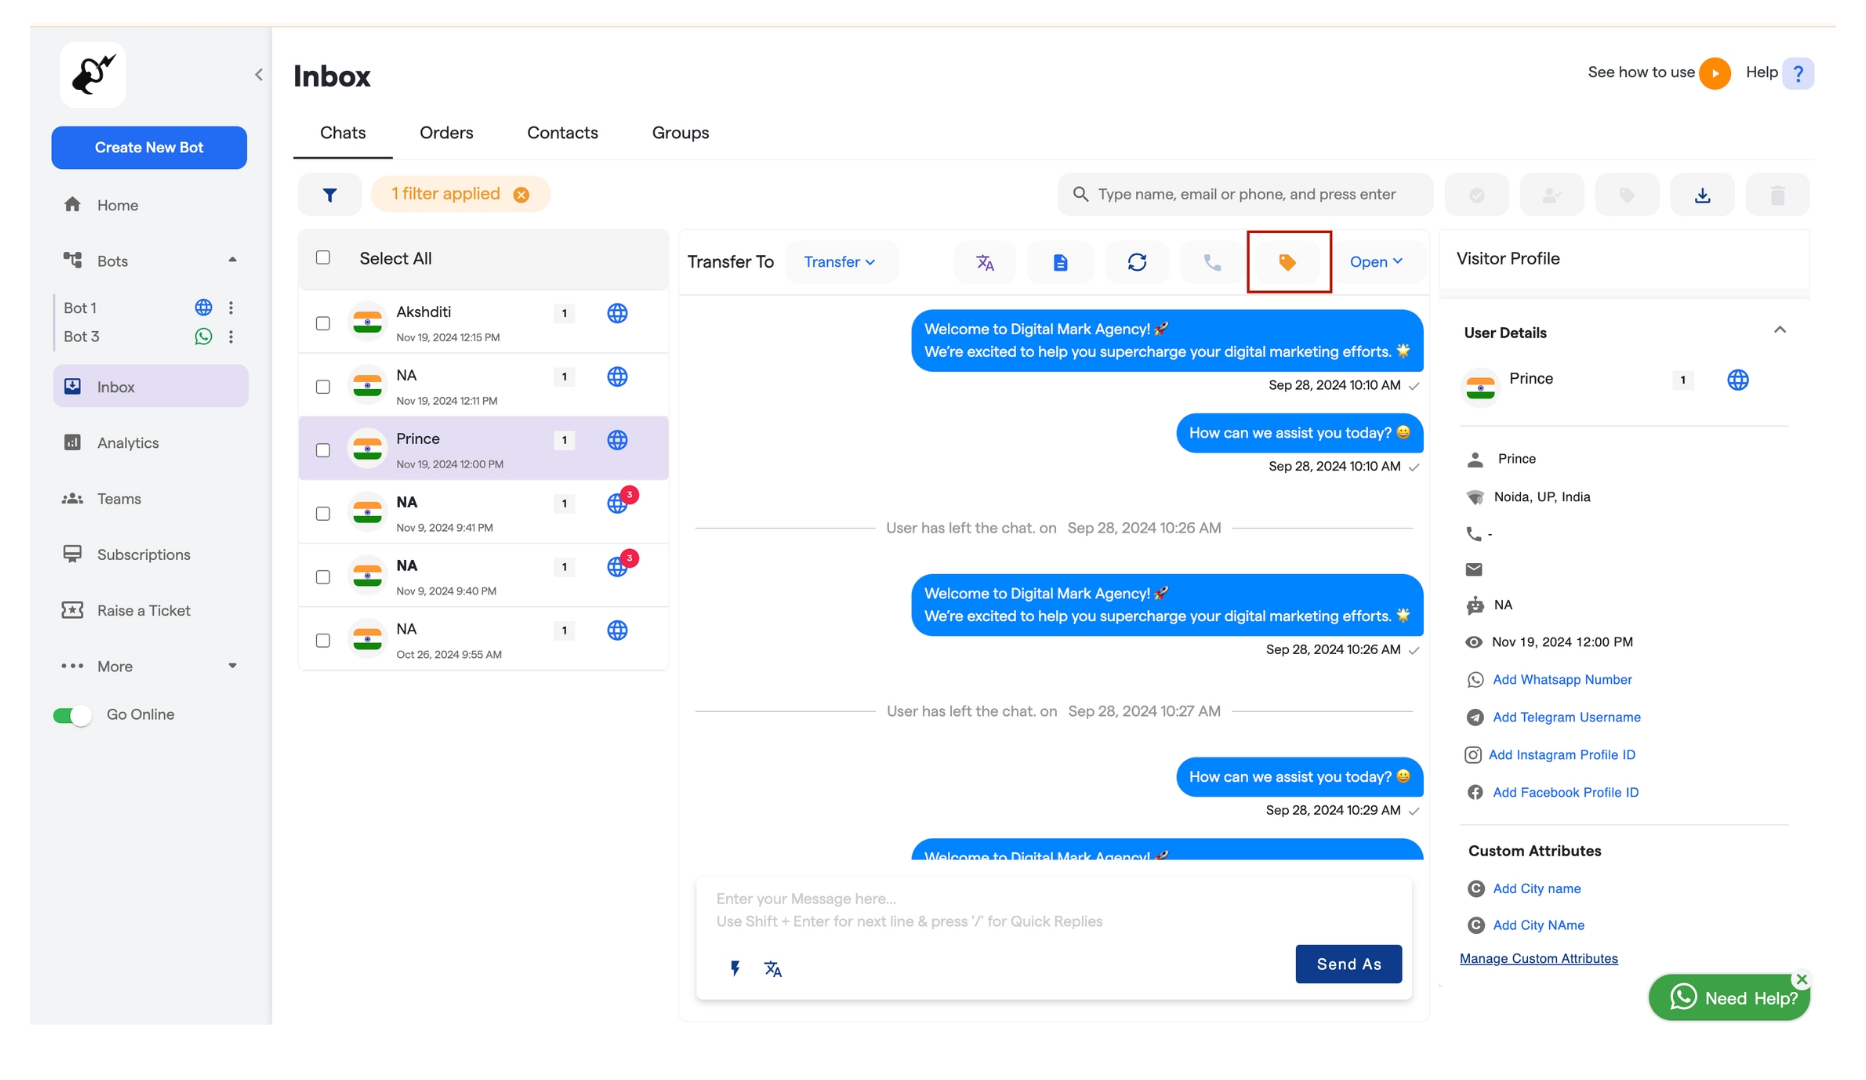 Inbox
See how to use
Help ?
Create New Bot
Chats
Orders
Contacts
Groups
1 filter applied
Type name, email or phone, and press enter
Home
Bots
Bot 1
Bot 3
Inbox
Analytics
Teams
Subscriptions
Raise a Ticket
More
Go Online
Select All
Akshditi
1
Nov 19, 2024 12:15 PM
NA
1
Nov 19, 2024 12:11 PM
Prince
1
Nov 19, 2024 12:00 PM
NA
1
3
Nov 9, 2024 9:41 PM
NA
1
3
Nov 9, 2024 9:40 PM
NA
1
Oct 26, 2024 9:55 AM
Transfer To
Transfer
Open
Welcome to Digital Mark Agency! 🚀
We're excited to help you supercharge your digital marketing efforts. 🌟
Sep 28, 2024 10:10 AM
How can we assist you today? 😄
Sep 28, 2024 10:10 AM
User has left the chat. on Sep 28, 2024 10:26 AM
Welcome to Digital Mark Agency! 🚀
We're excited to help you supercharge your digital marketing efforts. 🌟
Sep 28, 2024 10:26 AM
User has left the chat. on Sep 28, 2024 10:27 AM
How can we assist you today? 😄
Sep 28, 2024 10:29 AM
Welcome to Digital Mark Agency! 🚀
Enter your Message here...
Use Shift + Enter for next line & press '/' for Quick Replies
Send As
Visitor Profile
User Details
Prince
1
Prince
Noida, UP, India
-
NA
Nov 19, 2024 12:00 PM
Add Whatsapp Number
Add Telegram Username
Add Instagram Profile ID
Add Facebook Profile ID
Custom Attributes
C Add City name
C Add City NAme
Manage Custom Attributes
Need Help?